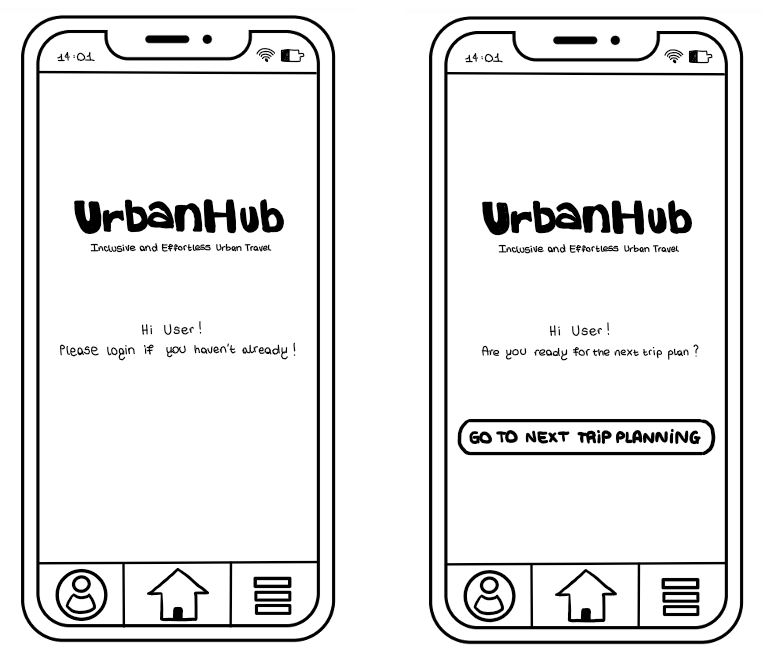 14:01
UrbanHub
Inclusive and Effortless Urban Travel
Hi User!
Please login if you haven't already!
14:01
UrbanHub
Inclusive and Effortless Urban Travel
Hi User!
Are you ready for the next trip plan?
GO TO NEXT TRiP PLANNiNG